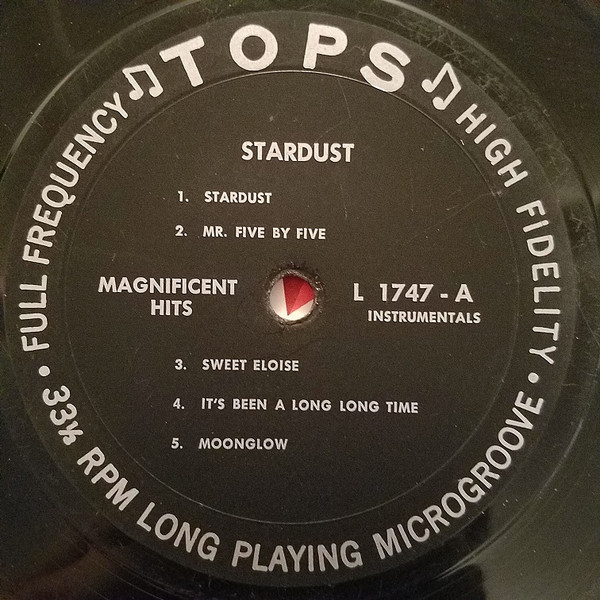 TOPS
FULL FREQUENCY
HIGH FIDELITY
STARDUST
1. STARDUST
2. MR. FIVE BY FIVE
MAGNIFICENT
HITS
L 1747 - A
INSTRUMENTALS
3. SWEET ELOISE
4. IT'S BEEN A LONG LONG TIME
5. MOONGLOW
• 33⅓ RPM LONG PLAYING MICROGROOVE •